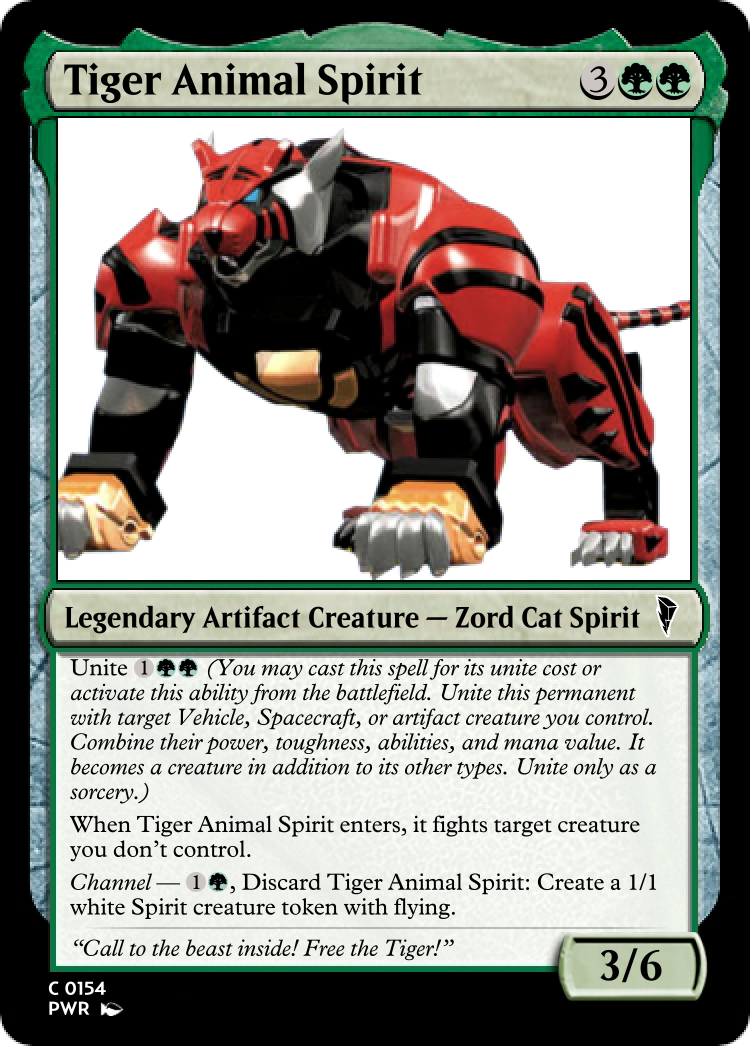 Tiger Animal Spirit 3
Legendary Artifact Creature — Zord Cat Spirit
Unite 1 (You may cast this spell for its unite cost or
activate this ability from the battlefield. Unite this permanent
with target Vehicle, Spacecraft, or artifact creature you control.
Combine their power, toughness, abilities, and mana value. It
becomes a creature in addition to its other types. Unite only as a
sorcery.)
When Tiger Animal Spirit enters, it fights target creature
you don’t control.
Channel — 1, Discard Tiger Animal Spirit: Create a 1/1
white Spirit creature token with flying.
“Call to the beast inside! Free the Tiger!”
3/6
C 0154
PWR